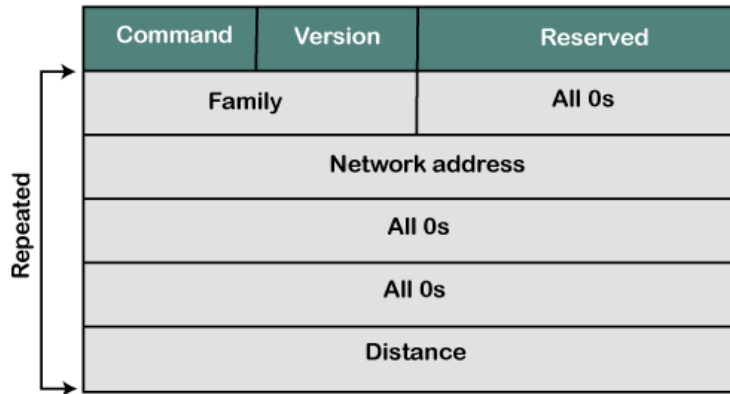 Command Version Reserved
Family All 0s
Network address
All 0s
All 0s
Distance
Repeated